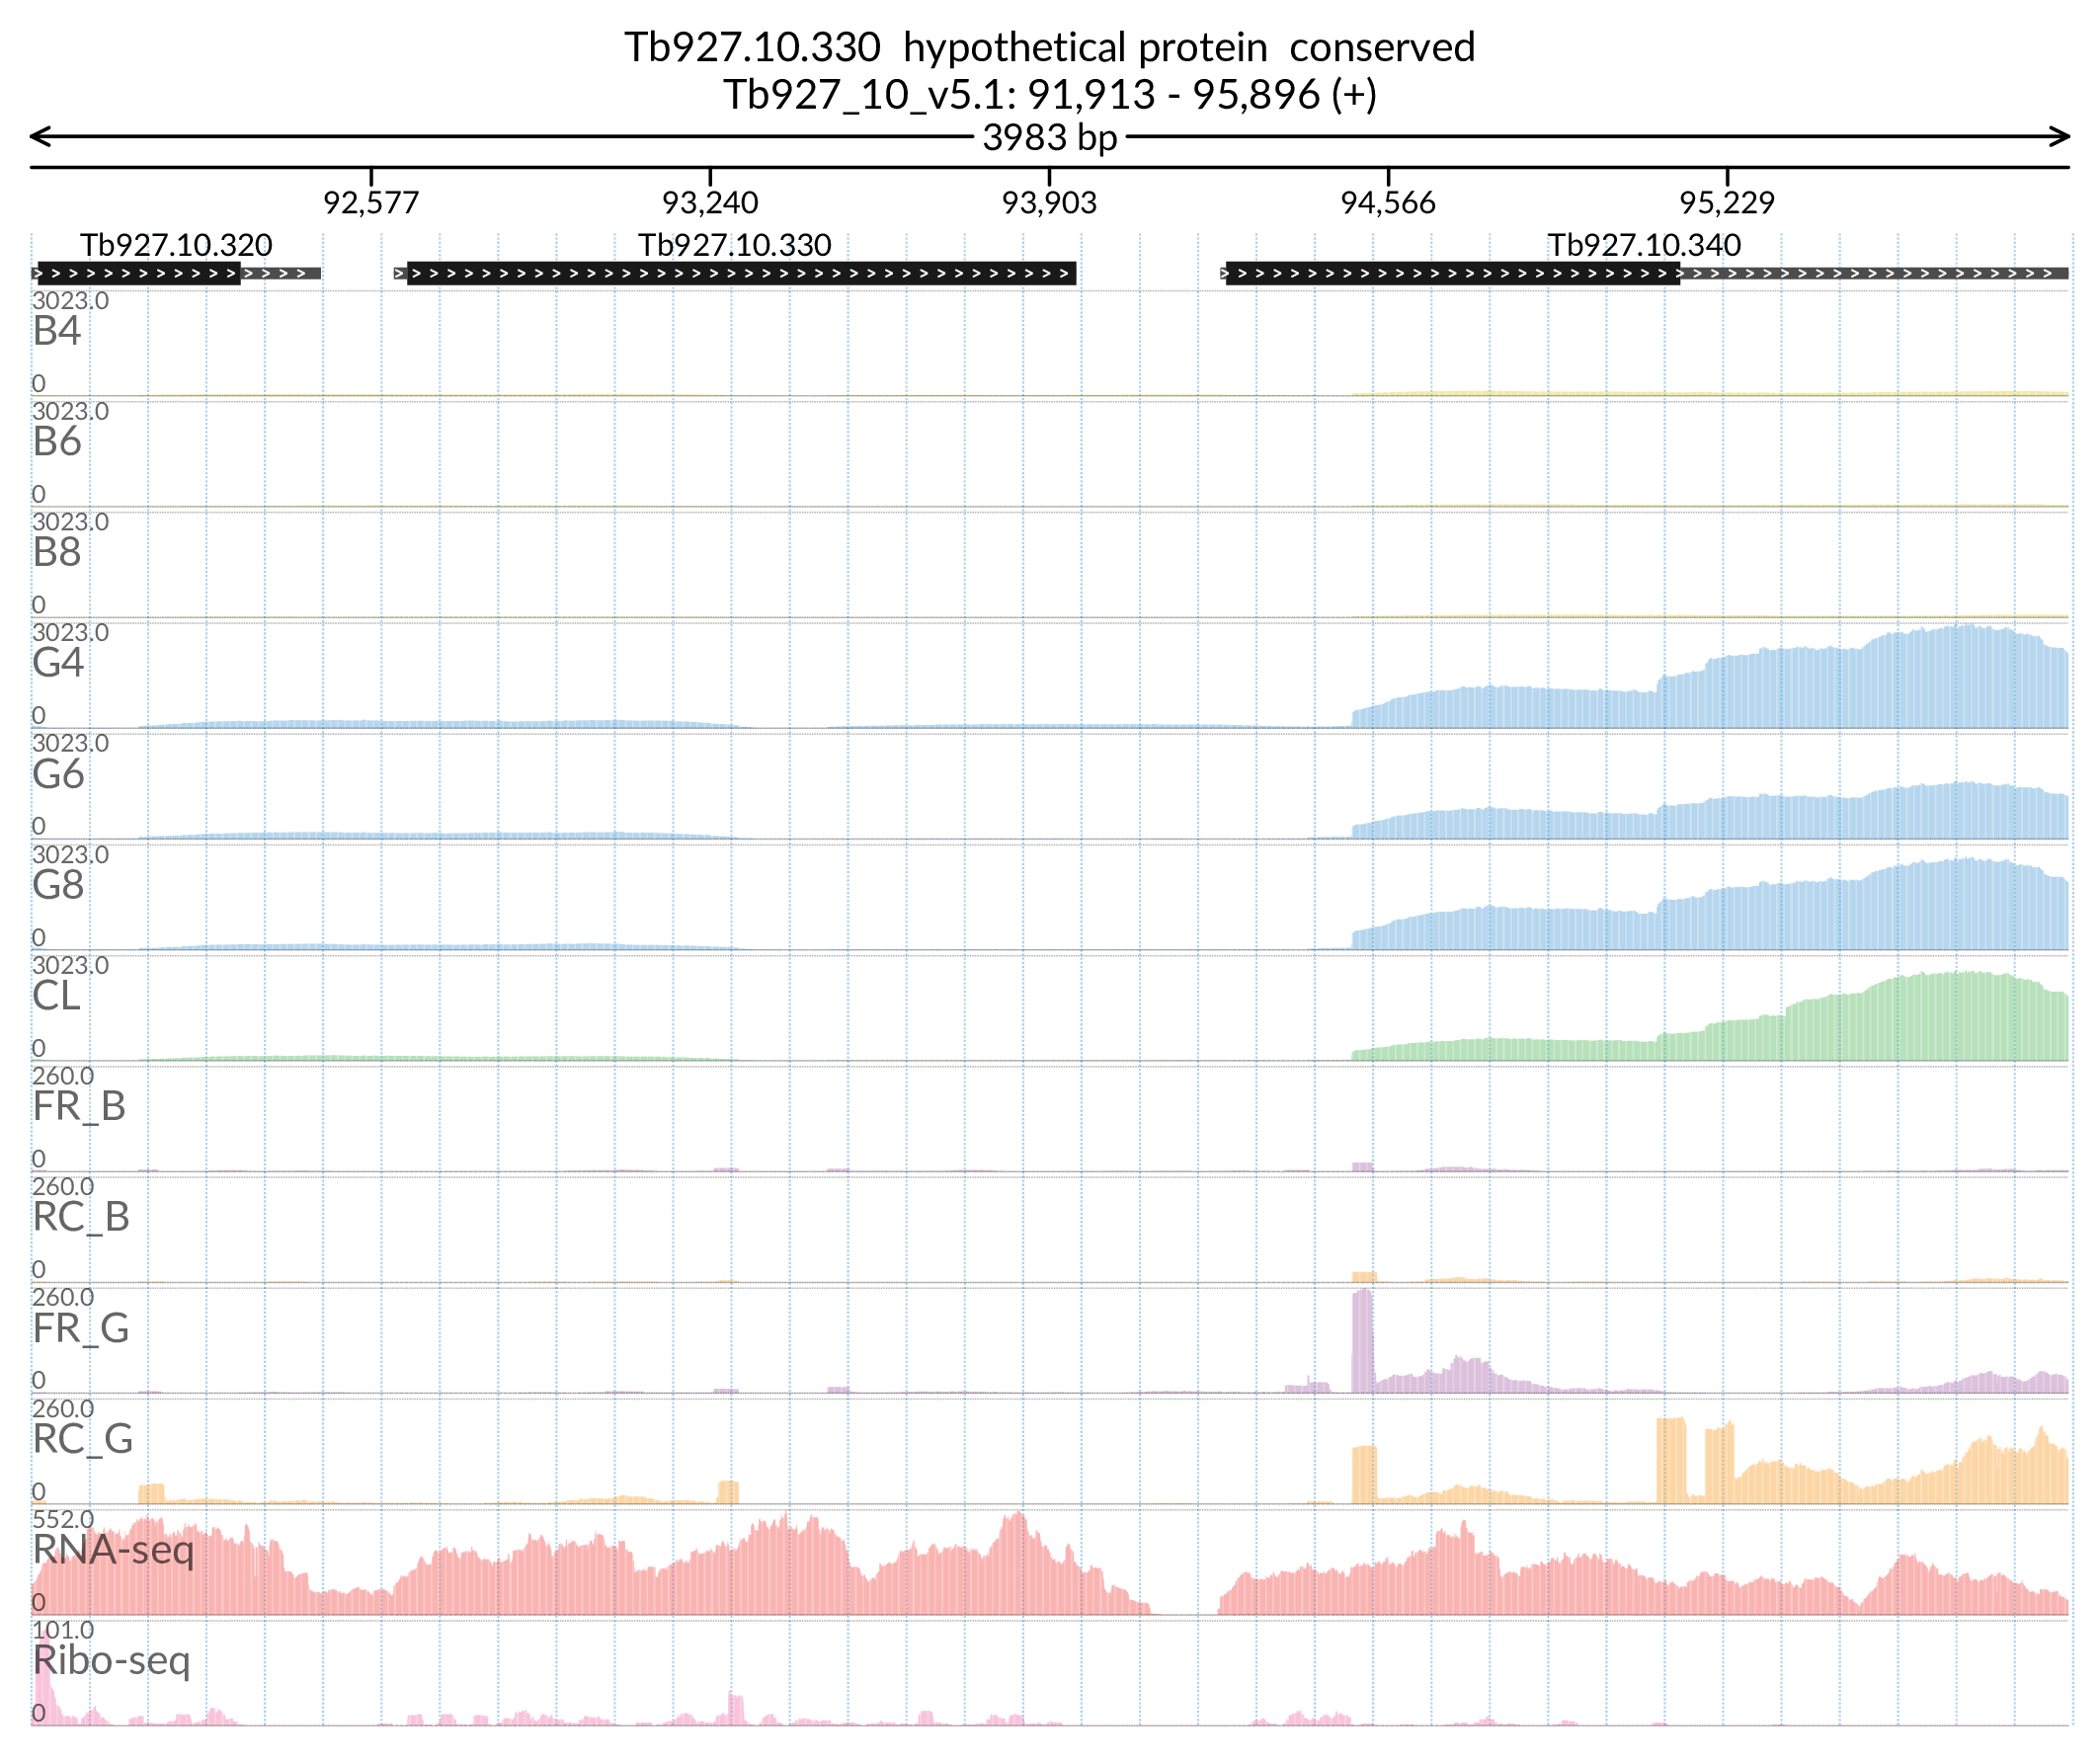 Tb927.10.330  hypothetical protein  conserved
Tb927_10_v5.1: 91,913 - 95,896 (+)
3983 bp
92,577 93,240 93,903 94,566 95,229
Tb927.10.320 Tb927.10.330 Tb927.10.340
3023.0
B4
0
3023.0
B6
0
3023.0
B8
0
3023.0
G4
0
3023.0
G6
0
3023.0
G8
0
3023.0
CL
0
260.0
FR_B
0
260.0
RC_B
0
260.0
FR_G
0
260.0
RC_G
0
552.0
RNA-seq
0
101.0
Ribo-seq
0